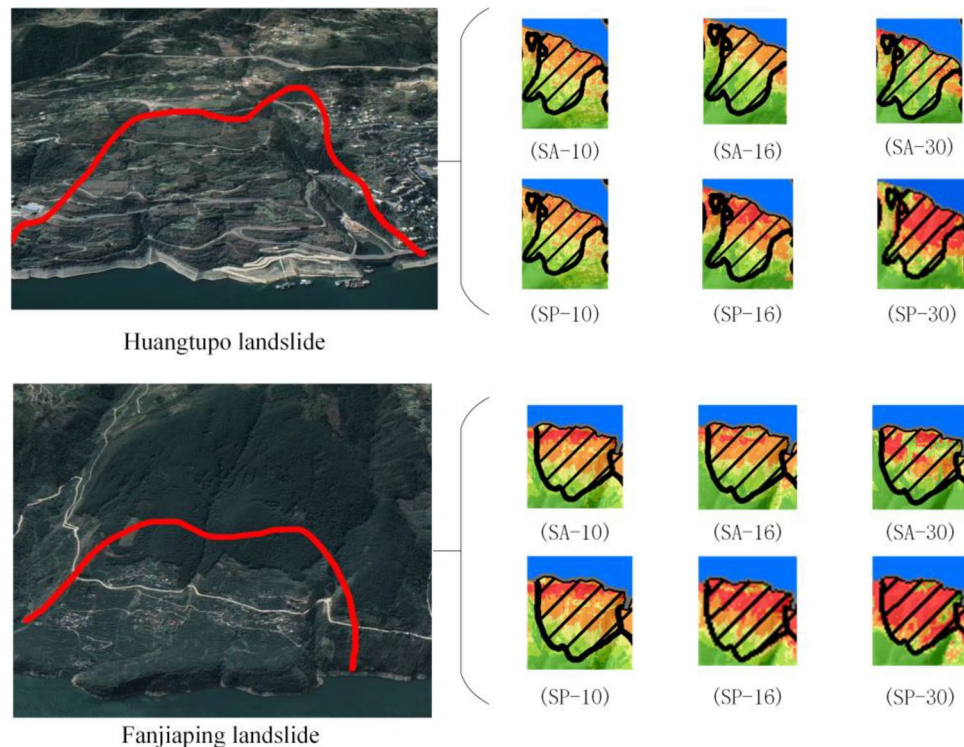 (SA-10) (SA-16) (SA-30)
(SP-10) (SP-16) (SP-30)
Huangtupo landslide
(SA-10) (SA-16) (SA-30)
(SP-10) (SP-16) (SP-30)
Fanjiaping landslide